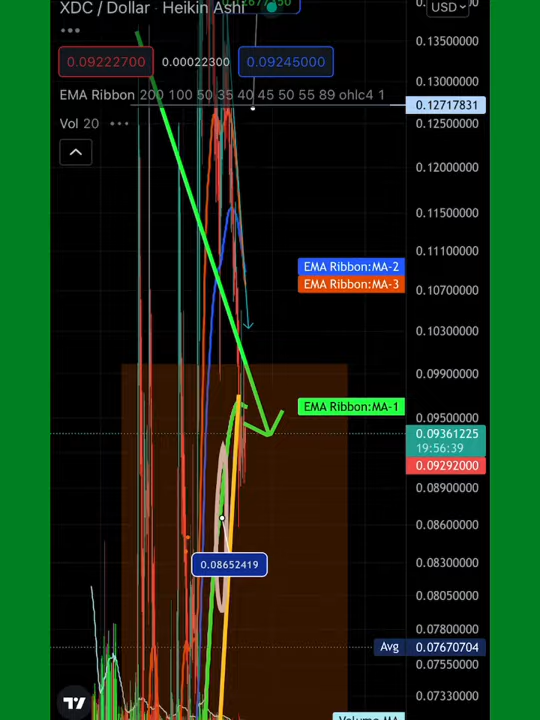 XDC / Dollar · Heikin Ashi
USD
0.13500000
0.09222700 0.00022300 0.09245000
0.13000000
EMA Ribbon 200 100 50 35 40 45 50 55 89 ohlc4 1
0.12717831
Vol 20
0.12500000
0.12000000
0.11500000
0.11100000
EMA Ribbon:MA-2
EMA Ribbon:MA-3
0.10700000
0.10300000
0.09900000
EMA Ribbon:MA-1
0.09500000
0.09361225
19:56:39
0.09292000
0.08900000
0.08600000
0.08652419
0.08300000
0.08050000
0.07800000
Avg 0.07670704
0.07550000
0.07330000
Volume MA